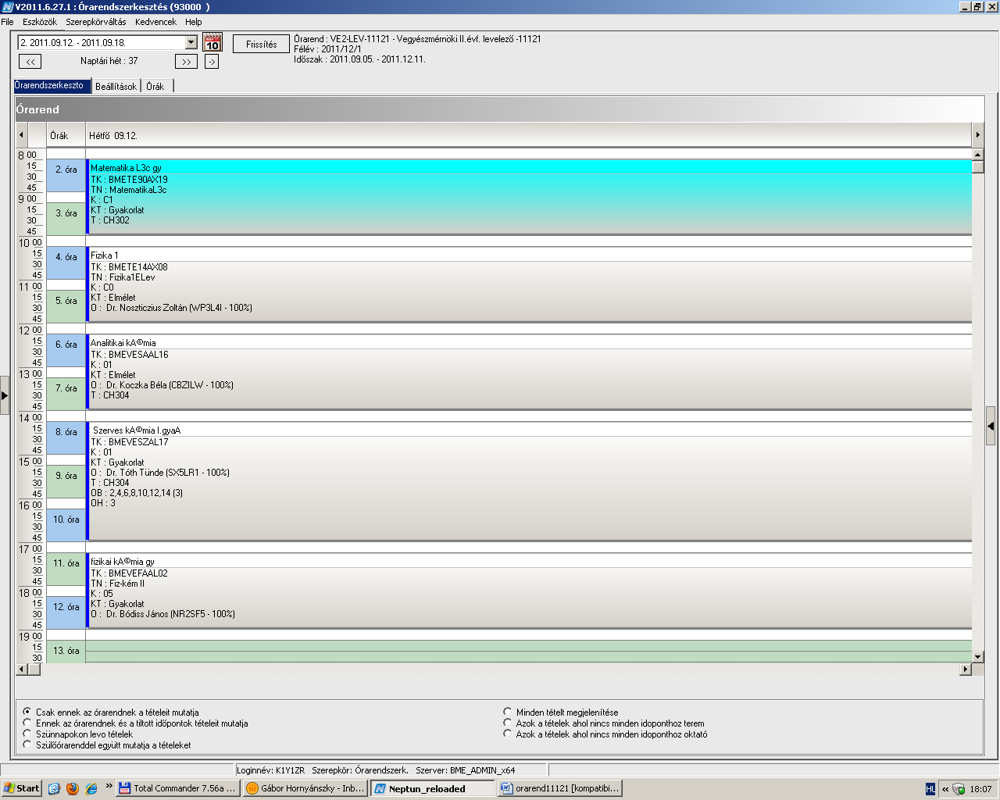 V2011.6.27.1 : Órarendszerkesztés (93000 )
File Eszközök Szerepkörváltás Kedvencek Help
2. 2011.09.12. - 2011.09.18.
10
Frissítés
Órarend : VE2-LEV-11121 - Vegyészmérnöki II.évf. levelező -11121
Félév : 2011/12/1
Időszak : 2011.09.05. - 2011.12.11.
<< Naptári hét : 37 >> ->
Órarendszerkeszto Beállítások Órák
Órarend
Órák Hétfő 09.12.
8 00
15
30
45
2. óra
9 00
15
30
45
3. óra
Matematika L3c gy
TK : BMETE90AX19
TN : MatematikaL3c
K : C1
KT : Gyakorlat
T : CH302
10 00
15
30
45
4. óra
11 00
15
30
45
5. óra
Fizika 1
TK : BMETE14AX08
TN : Fizika1ELev
K : C0
KT : Elmélet
O : Dr. Noszticzius Zoltán (WP3L4I - 100%)
12 00
15
30
45
6. óra
13 00
15
30
45
7. óra
Analitikai kÃ©mia
TK : BMEVESAAL16
K : 01
KT : Elmélet
O : Dr. Koczka Béla (CBZILW - 100%)
T : CH304
14 00
15
30
45
8. óra
15 00
15
30
45
9. óra
16 00
15
30
45
10. óra
Szerves kÃ©mia I.gyaA
TK : BMEVESZAL17
K : 01
KT : Gyakorlat
O : Dr. Tóth Tünde (SX5LR1 - 100%)
T : CH304
OB : 2,4,6,8,10,12,14 (3)
OH : 3
17 00
15
30
45
11. óra
18 00
15
30
45
12. óra
fizikai kÃ©mia gy
TK : BMEVEFAAL02
TN : Fiz-kém II
K : 05
KT : Gyakorlat
O : Dr. Bódiss János (NR2SF5 - 100%)
19 00
15
30
13. óra
Csak ennek az órarendnek a tételeit mutatja
Ennek az órarendnek és a tiltott időpontok tételeit mutatja
Szünnapokon levo tételek
Szülőórarenddel együtt mutatja a tételeket
Minden tételt megjelenítése
Azok a tételek ahol nincs minden idoponthoz terem
Azok a tételek ahol nincs minden idoponthoz oktató
Loginnév: K1Y1ZR Szerepkör: Órarendszerk. Szerver: BME_ADMIN_x64
Start » Total Commander 7.56a ... Gábor Hornyánszky - Inb... Neptun_reloaded orarend11121 [kompatibi... HU « 18:07